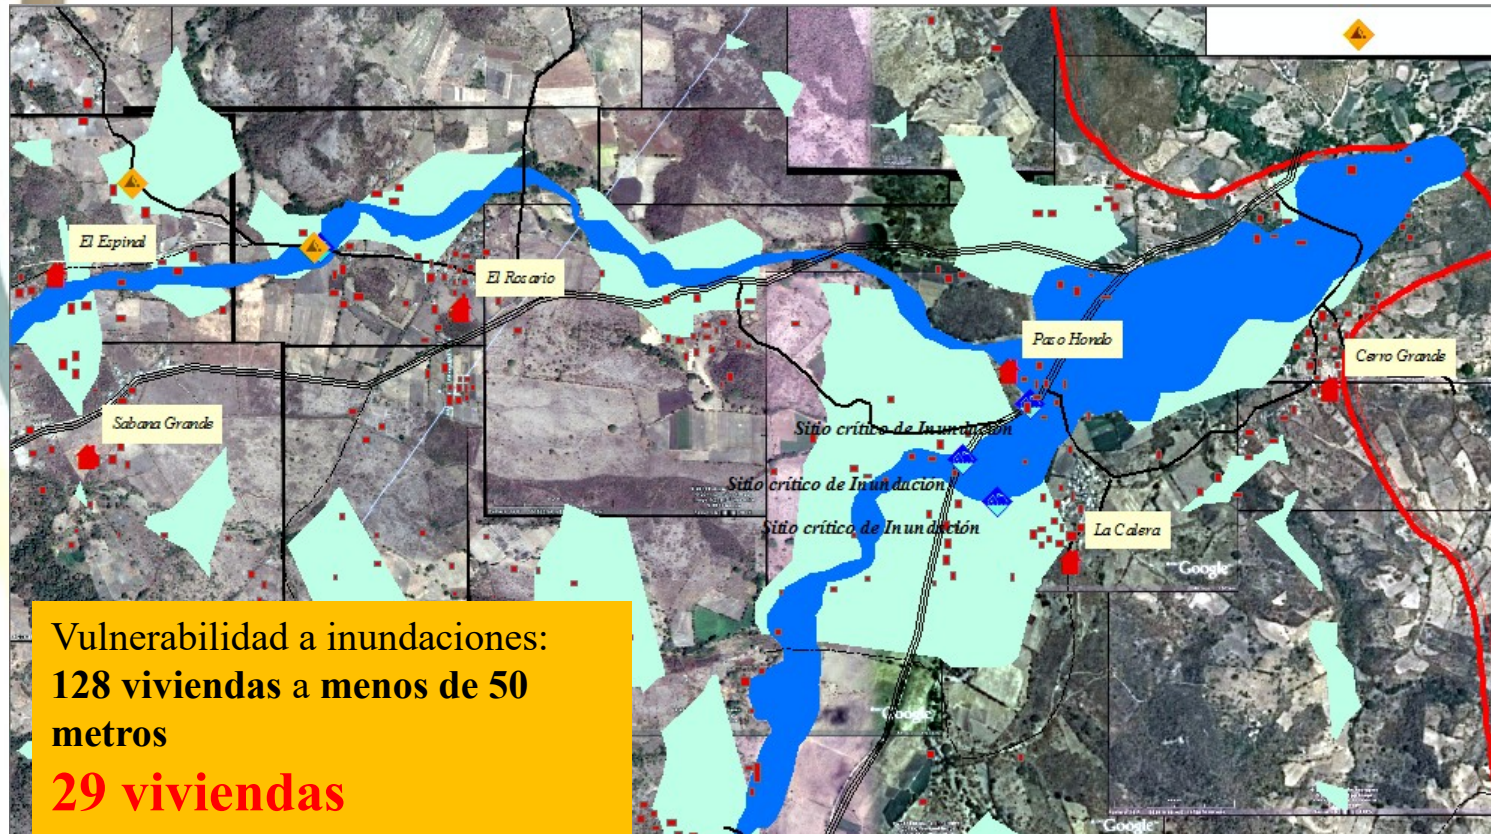 El Espinal
El Rosario
Paso Hondo
Cerro Grande
Sabana Grande
Sitio crítico de Inundación
Sitio crítico de Inundación
Sitio crítico de Inundación
La Calera
Google
Google
Google
Vulnerabilidad a inundaciones:
128 viviendas a menos de 50
metros
29 viviendas